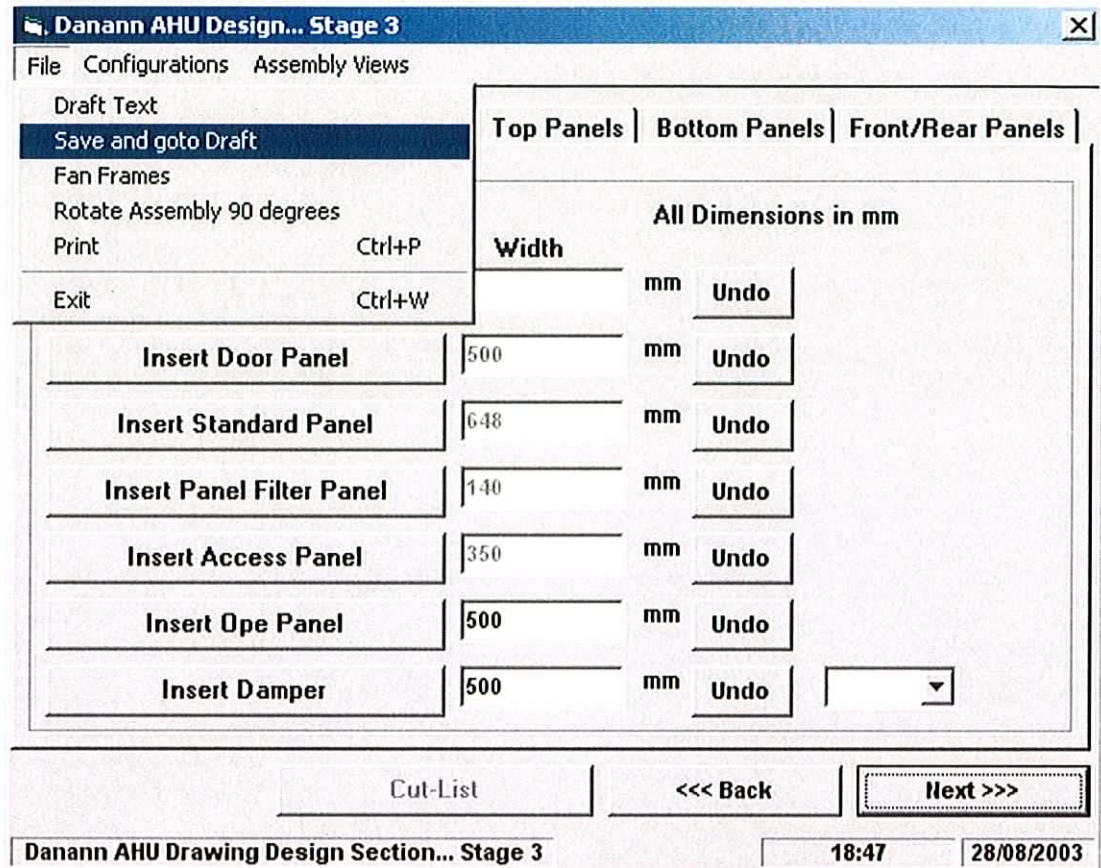 Danann AHU Design... Stage 3
File Configurations Assembly Views
Draft Text
Save and goto Draft
Fan Frames
Rotate Assembly 90 degrees
Print Ctrl+P
Exit Ctrl+W
Top Panels Bottom Panels Front/Rear Panels
All Dimensions in mm
Width
mm Undo
Insert Door Panel 500 mm Undo
Insert Standard Panel 648 mm Undo
Insert Panel Filter Panel 140 mm Undo
Insert Access Panel 350 mm Undo
Insert Ope Panel 500 mm Undo
Insert Damper 500 mm Undo
Cut-List <<< Back Next >>>
Danann AHU Drawing Design Section... Stage 3 18:47 28/08/2003